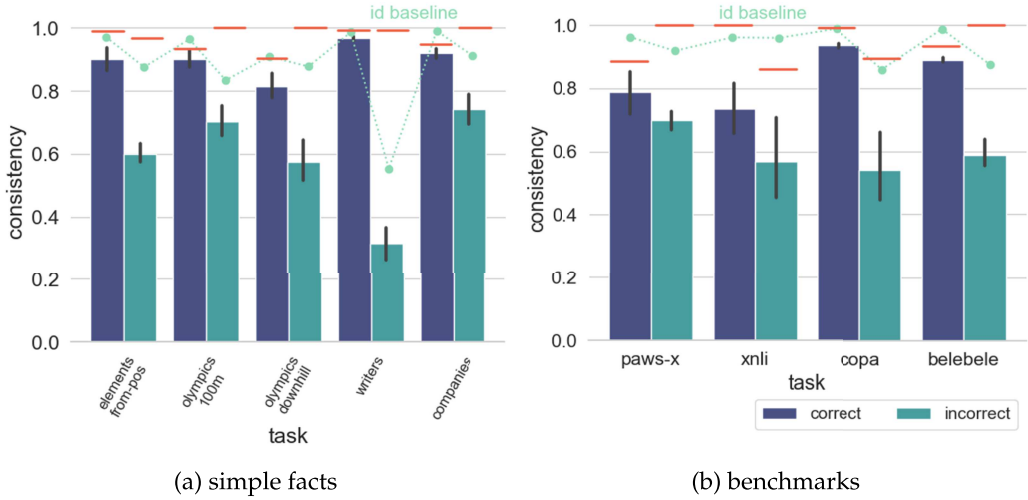 id baseline
1.0
0.8
0.6
0.4
0.2
0.0
consistency
elements
from-pos
olympics
100m
olympics
downhill
writers
companies
task
(a) simple facts
id baseline
1.0
0.8
0.6
0.4
0.2
0.0
consistency
paws-x
xnli
copa
belebele
task
correct
incorrect
(b) benchmarks